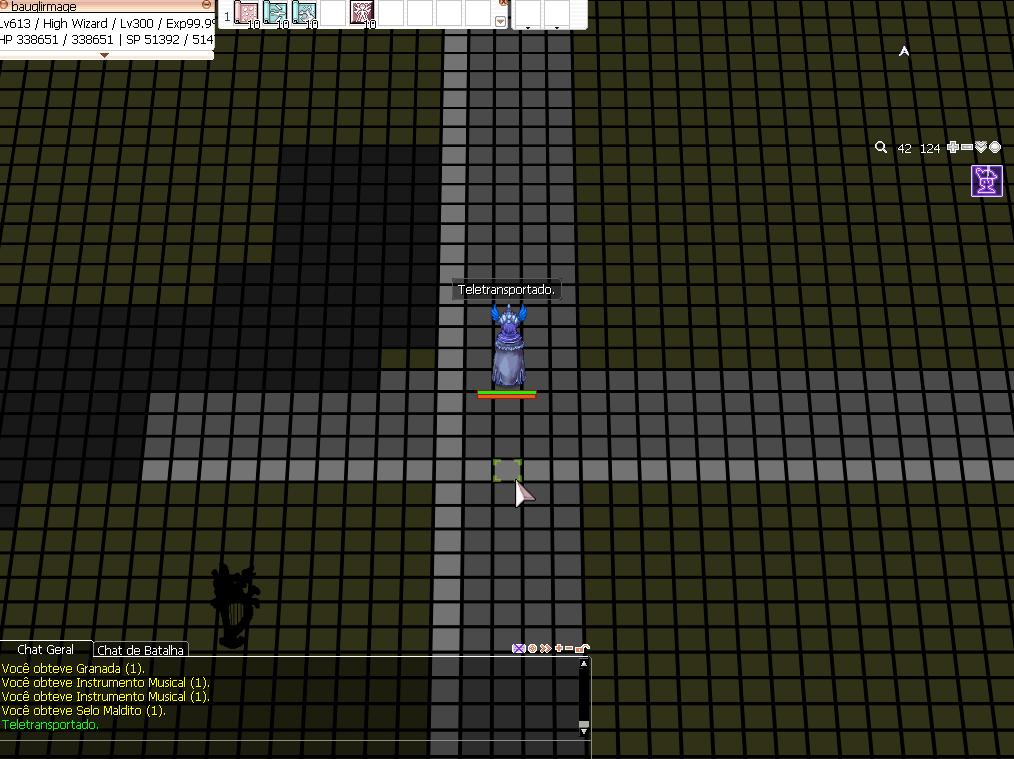 bauglirmage
Lv613 / High Wizard / Lv300 / Exp99.9%
HP 338651 / 338651 | SP 51392 / 514
1
10 10 10 10
42 124
Teletransportado.
Chat Geral Chat de Batalha
Você obteve Granada (1).
Você obteve Instrumento Musical (1).
Você obteve Instrumento Musical (1).
Você obteve Selo Maldito (1).
Teletransportado.